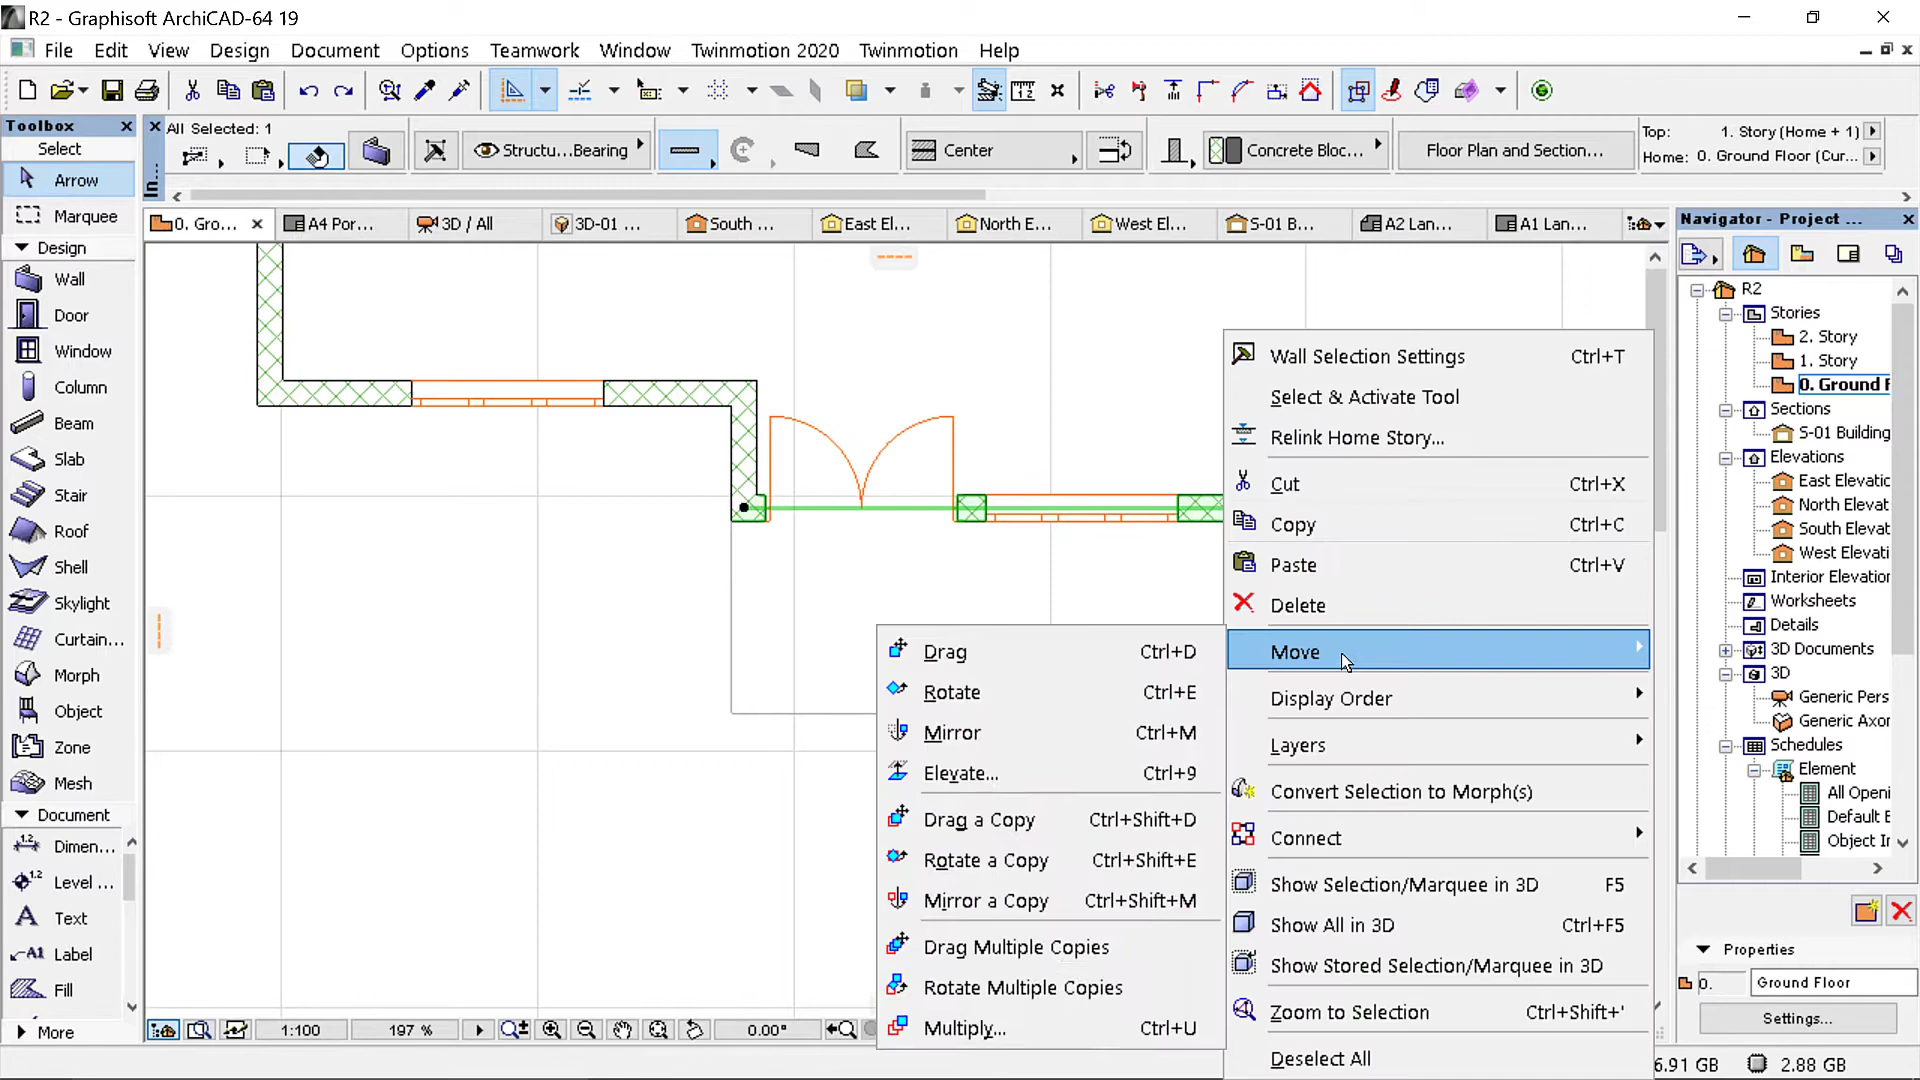 R2 - Graphisoft ArchiCAD-64 19
File Edit View Design Document Options Teamwork Window Twinmotion 2020 Twinmotion Help
Toolbox
Select
Arrow
Marquee
Design
Wall
Door
Window
Column
Beam
Slab
Stair
Roof
Shell
Skylight
Curtain...
Morph
Object
Zone
Mesh
Document
Dimen...
Level ...
Text
Label
Fill
More
All Selected: 1
Structu...Bearing
Center
Concrete Bloc...
Floor Plan and Section...
Top: 1. Story (Home + 1)
Home: 0. Ground Floor (Cur...
0. Gro... A4 Por... 3D / All 3D-01 ... South ... East El... North E... West El... S-01 B... A2 Lan... A1 Lan...
Wall Selection Settings Ctrl+T
Select & Activate Tool
Relink Home Story...
Cut Ctrl+X
Copy Ctrl+C
Paste Ctrl+V
Delete
Move
Display Order
Layers
Convert Selection to Morph(s)
Connect
Show Selection/Marquee in 3D F5
Show All in 3D Ctrl+F5
Show Stored Selection/Marquee in 3D
Zoom to Selection Ctrl+Shift+'
Deselect All
Drag Ctrl+D
Rotate Ctrl+E
Mirror Ctrl+M
Elevate... Ctrl+9
Drag a Copy Ctrl+Shift+D
Rotate a Copy Ctrl+Shift+E
Mirror a Copy Ctrl+Shift+M
Drag Multiple Copies
Rotate Multiple Copies
Multiply... Ctrl+U
Navigator - Project ...
R2
Stories
2. Story
1. Story
0. Ground F
Sections
S-01 Building
Elevations
East Elevatic
North Elevat
South Elevat
West Elevati
Interior Elevation
Worksheets
Details
3D Documents
3D
Generic Pers
Generic Axor
Schedules
Element
All Openi
Default E
Object Ir
Properties
0. Ground Floor
Settings...
1:100 197 % 0.00°
6.91 GB 2.88 GB